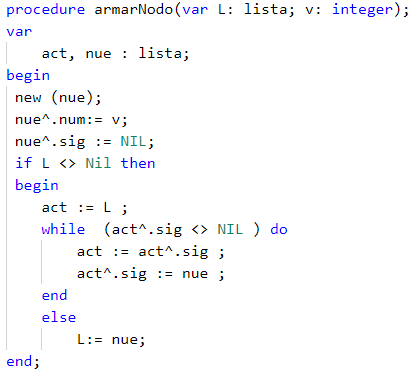 procedure armarNodo(var L: lista; v: integer);
var
    act, nue : lista;
begin
 new (nue);
 nue^.num:= v;
 nue^.sig := NIL;
 if L <> Nil then
 begin
    act := L ;
    while  (act^.sig <> NIL ) do
        act := act^.sig ;
        act^.sig := nue ;
    end
    else
        L:= nue;
end;